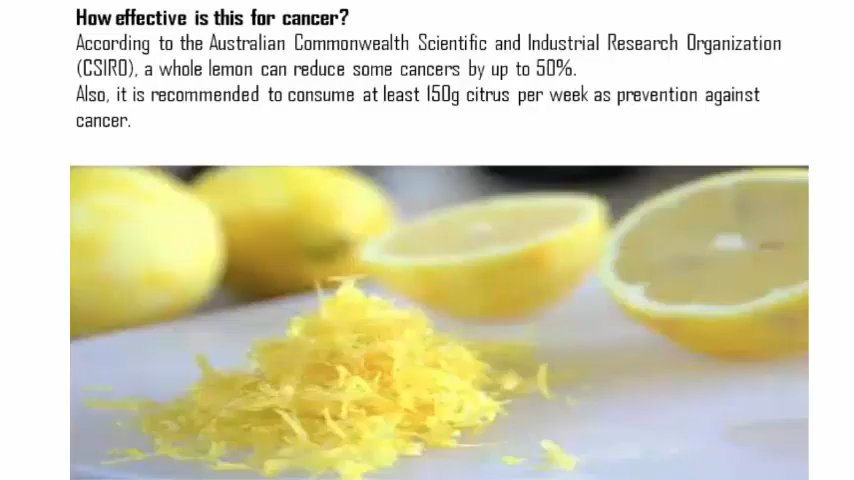 How effective is this for cancer?
According to the Australian Commonwealth Scientific and Industrial Research Organization
(CSIRO), a whole lemon can reduce some cancers by up to 50%.
Also, it is recommended to consume at least 150g citrus per week as prevention against
cancer.